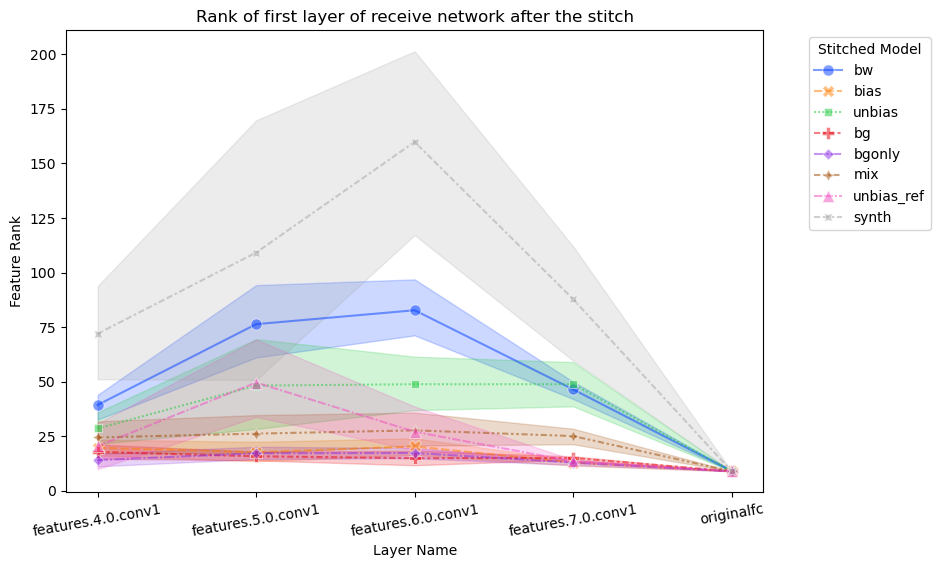 Rank of first layer of receive network after the stitch
Feature Rank
200
175
150
125
100
75
50
25
0
features.4.0.conv1
features.5.0.conv1
features.6.0.conv1
features.7.0.conv1
originalfc
Layer Name
Stitched Model
bw
bias
unbias
bg
bgonly
mix
unbias_ref
synth